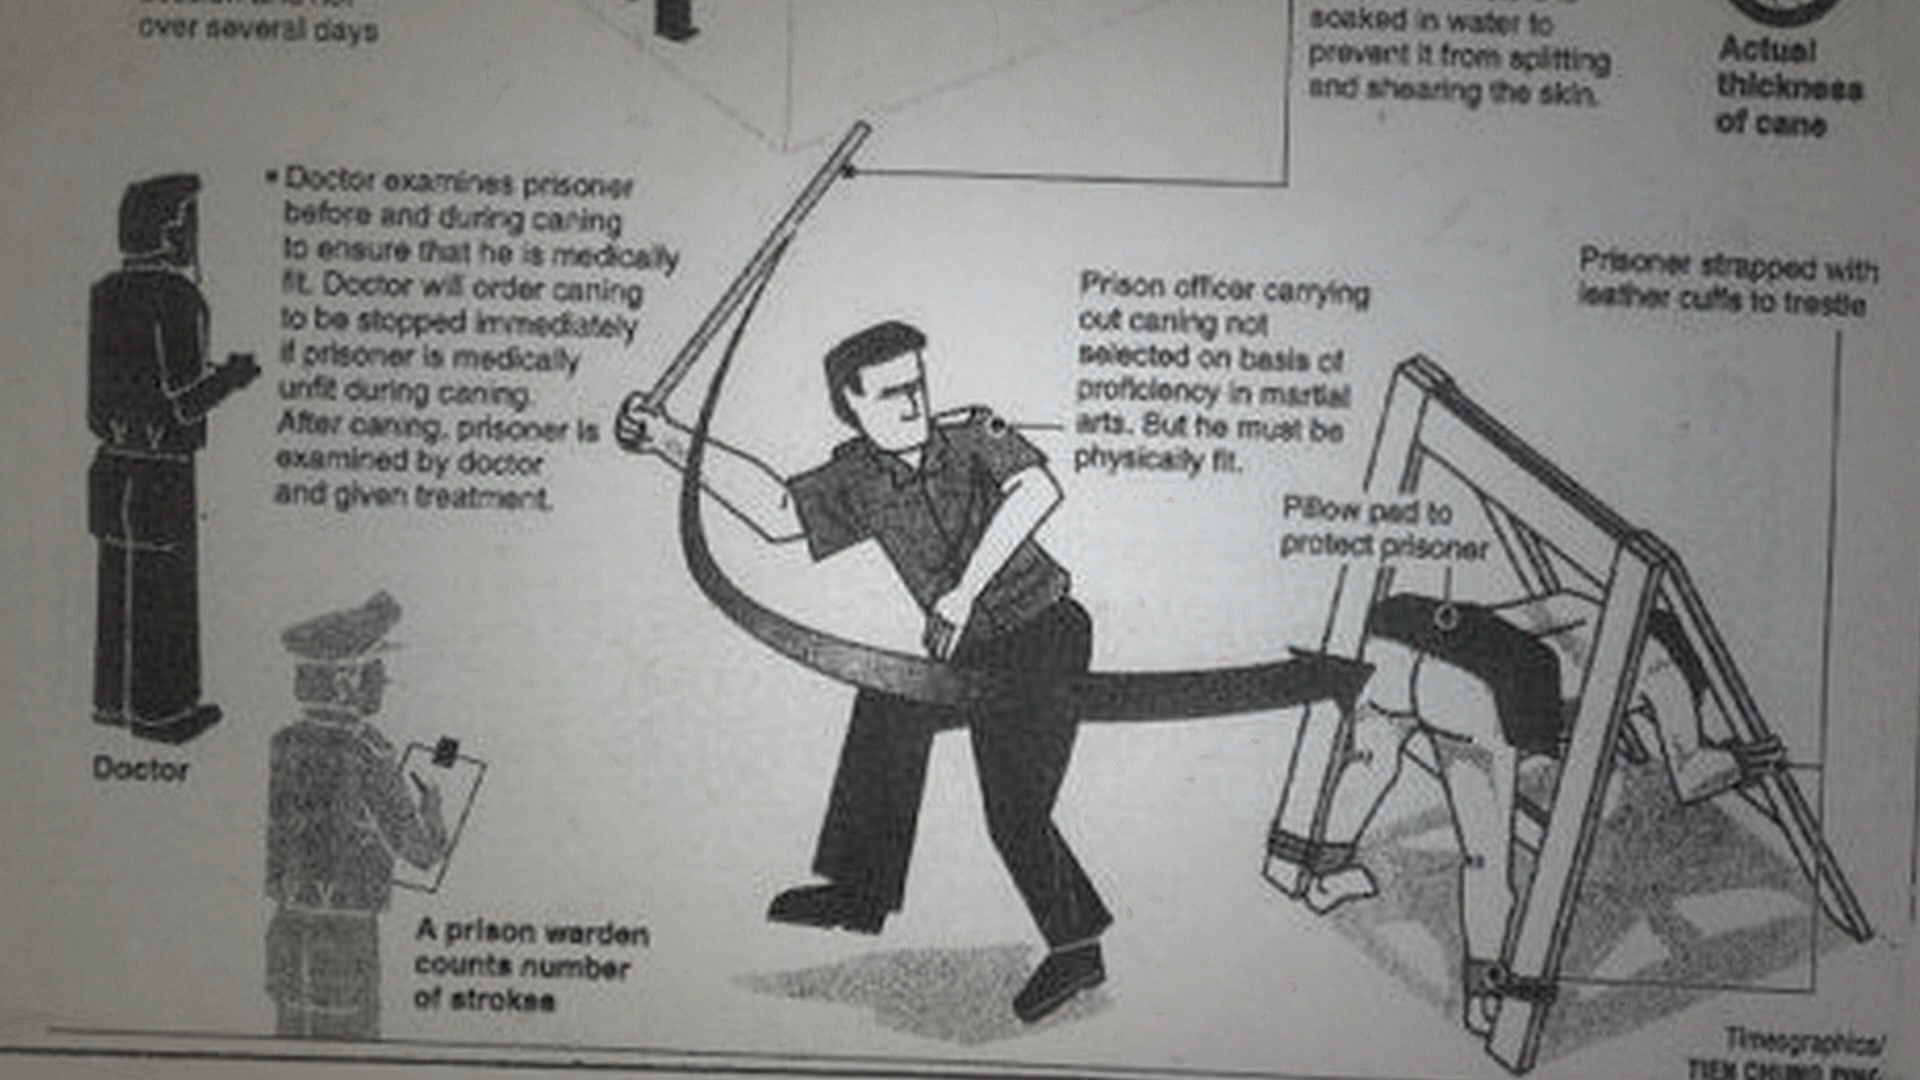 over several days
soaked in water to
prevent it from splitting
and shearing the skin.
Actual
thickness
of cane
• Doctor examines prisoner
before and during caning
to ensure that he is medically
fit. Doctor will order caning
to be stopped immediately
if prisoner is medically
unfit during caning.
After caning, prisoner is
examined by doctor
and given treatment.
Prison officer carrying
out caning not
selected on basis of
proficiency in martial
arts. But he must be
physically fit.
Prisoner strapped with
leather cuffs to trestle
Pillow pad to
protect prisoner
Doctor
A prison warden
counts number
of strokes
Timesgraphics/